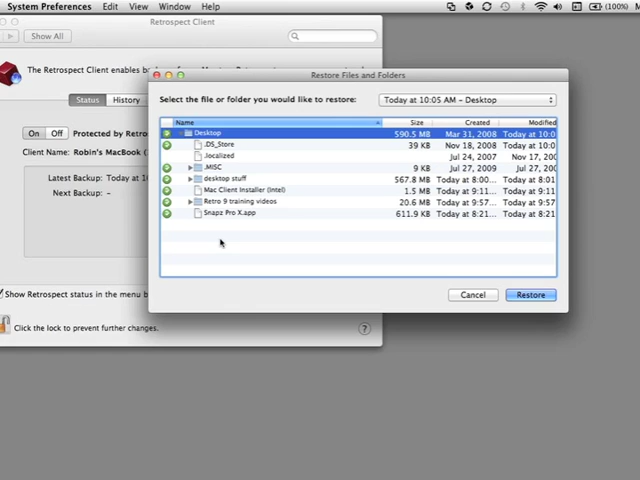 System Preferences Edit View Window Help (100%)
Retrospect Client
Show All
The Retrospect Client enables
Status History
On Off Protected by Retros
Client Name: Robin's MacBook (
Latest Backup: Today at 10
Next Backup: -
Show Retrospect status in the menu b
Click the lock to prevent further changes. ?
Restore Files and Folders
Select the file or folder you would like to restore: Today at 10:05 AM - Desktop
Name Size Created Modified
Desktop 590.5 MB Mar 31, 2008 Today at 10:0
.DS_Store 39 KB Nov 18, 2008 Today at 10:0
.localized Jul 24, 2007 Nov 17, 200
.MISC 9 KB Jul 27, 2009 Jul 27, 200
desktop stuff 567.8 MB Today at 8:00... Today at 8:01
Mac Client Installer (Intel) 1.5 MB Today at 9:11... Today at 9:11
Retro 9 training videos 20.6 MB Today at 9:57... Today at 9:57
Snapz Pro X.app 611.9 KB Today at 8:21... Today at 8:21
Cancel Restore